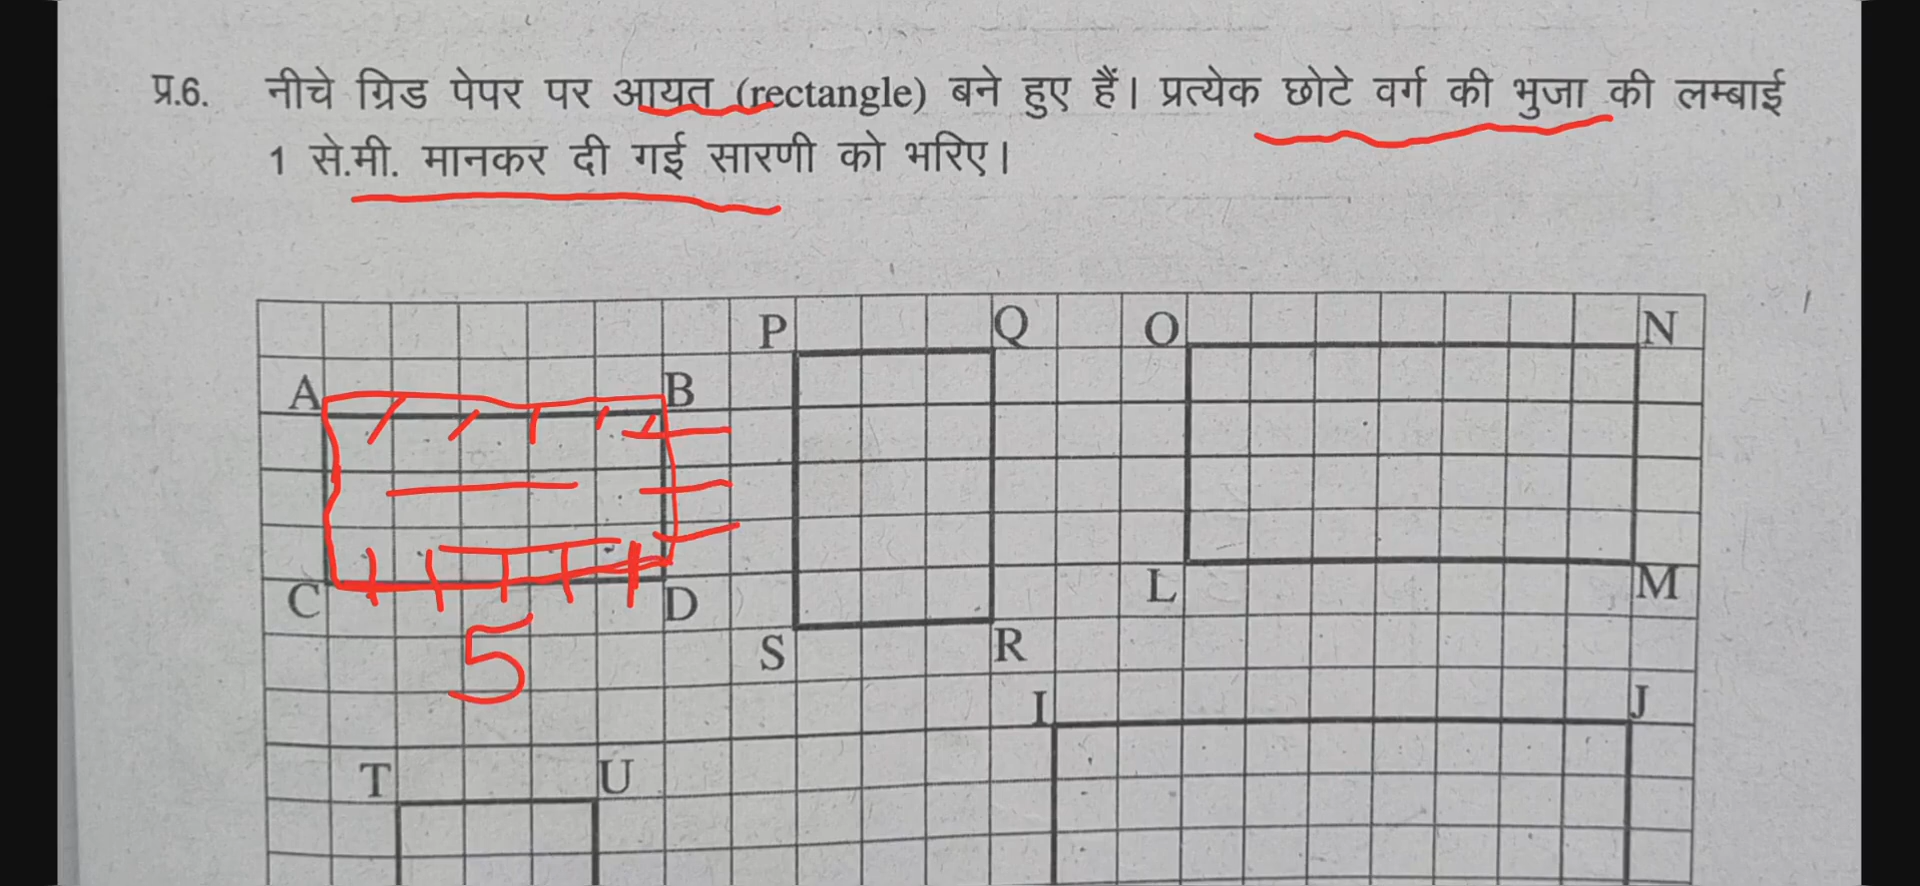 प्र.6. नीचे ग्रिड पेपर पर आयत (rectangle) बने हुए हैं। प्रत्येक छोटे वर्ग की भुजा की लम्बाई
1 से.मी. मानकर दी गई सारणी को भरिए।
P Q O N
A B
C D L M
5
S R
I J
T U